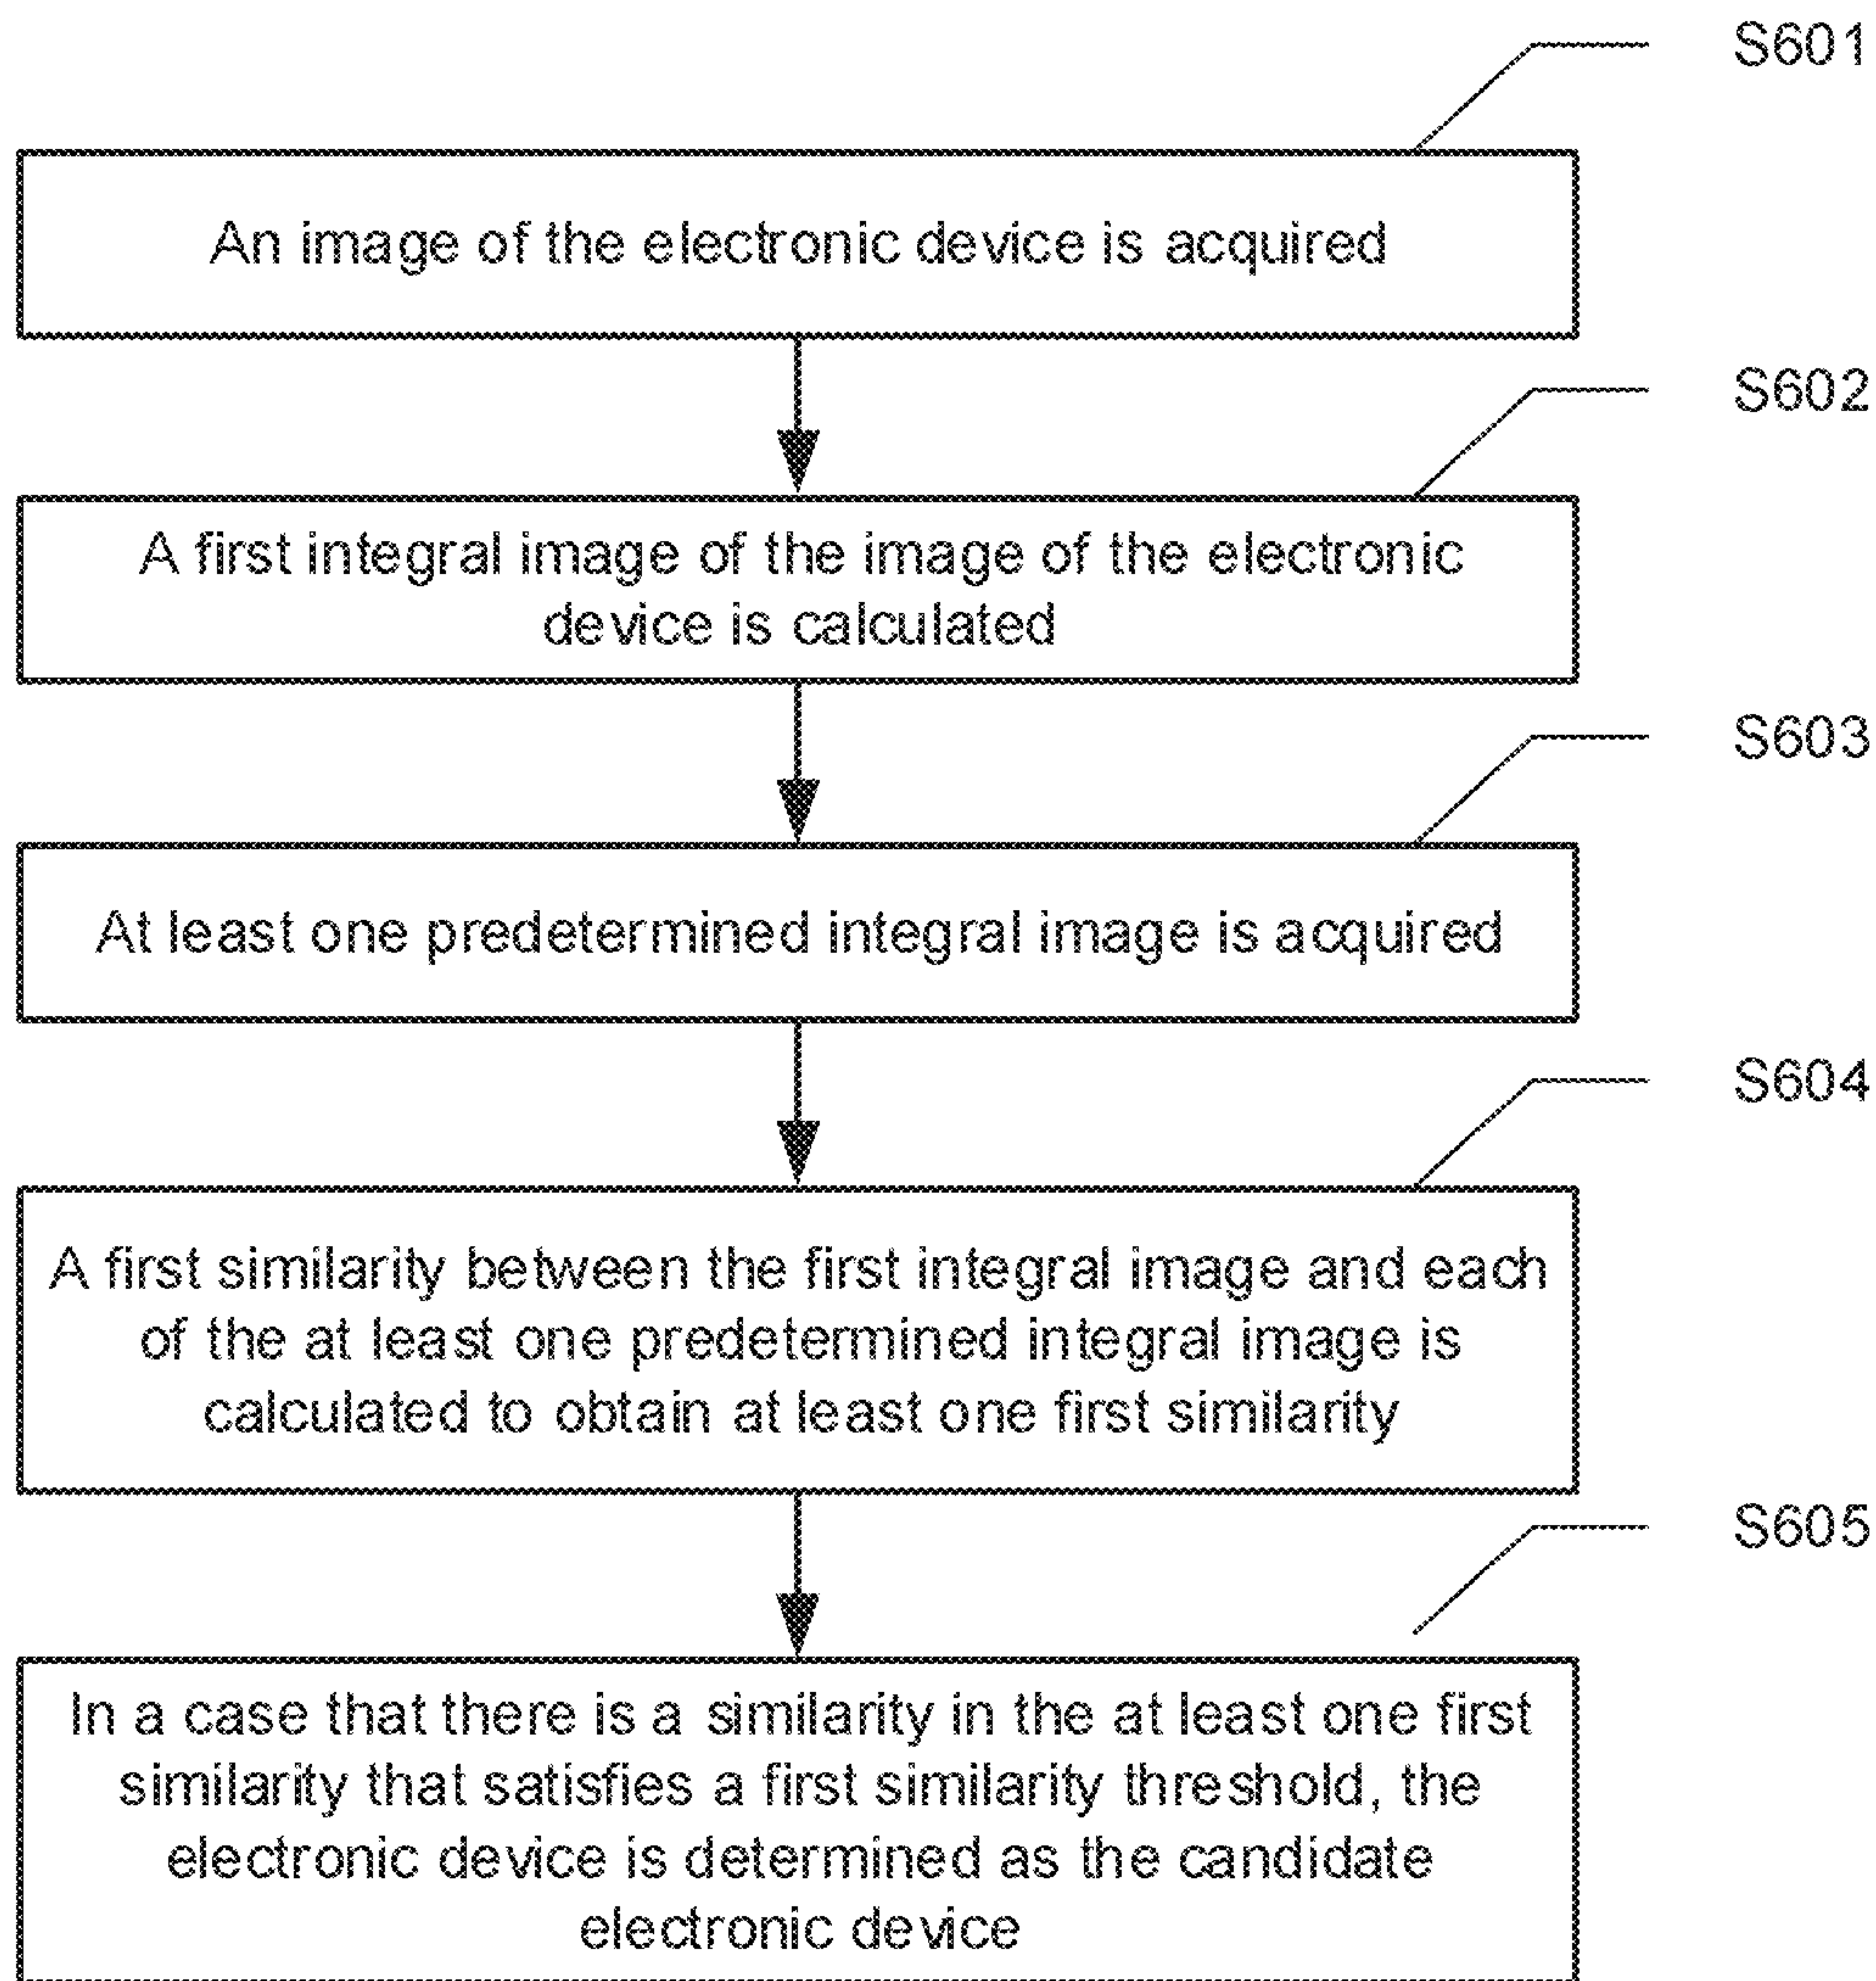 S601
An image of the electronic device is acquired
S602
A first integral image of the image of the electronic
device is calculated
S603
At least one predetermined integral image is acquired
S604
A first similarity between the first integral image and each
of the at least one predetermined integral image is
calculated to obtain at least one first similarity
S605
In a case that there is a similarity in the at least one first
similarity that satisfies a first similarity threshold, the
electronic device is determined as the candidate
electronic device